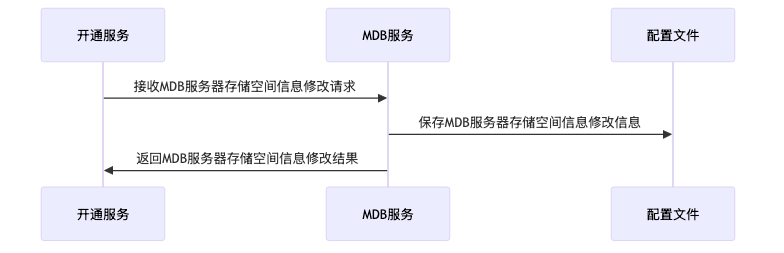 开通服务
MDB服务
配置文件
接收MDB服务器存储空间信息修改请求
保存MDB服务器存储空间信息修改信息
返回MDB服务器存储空间信息修改结果
开通服务
MDB服务
配置文件